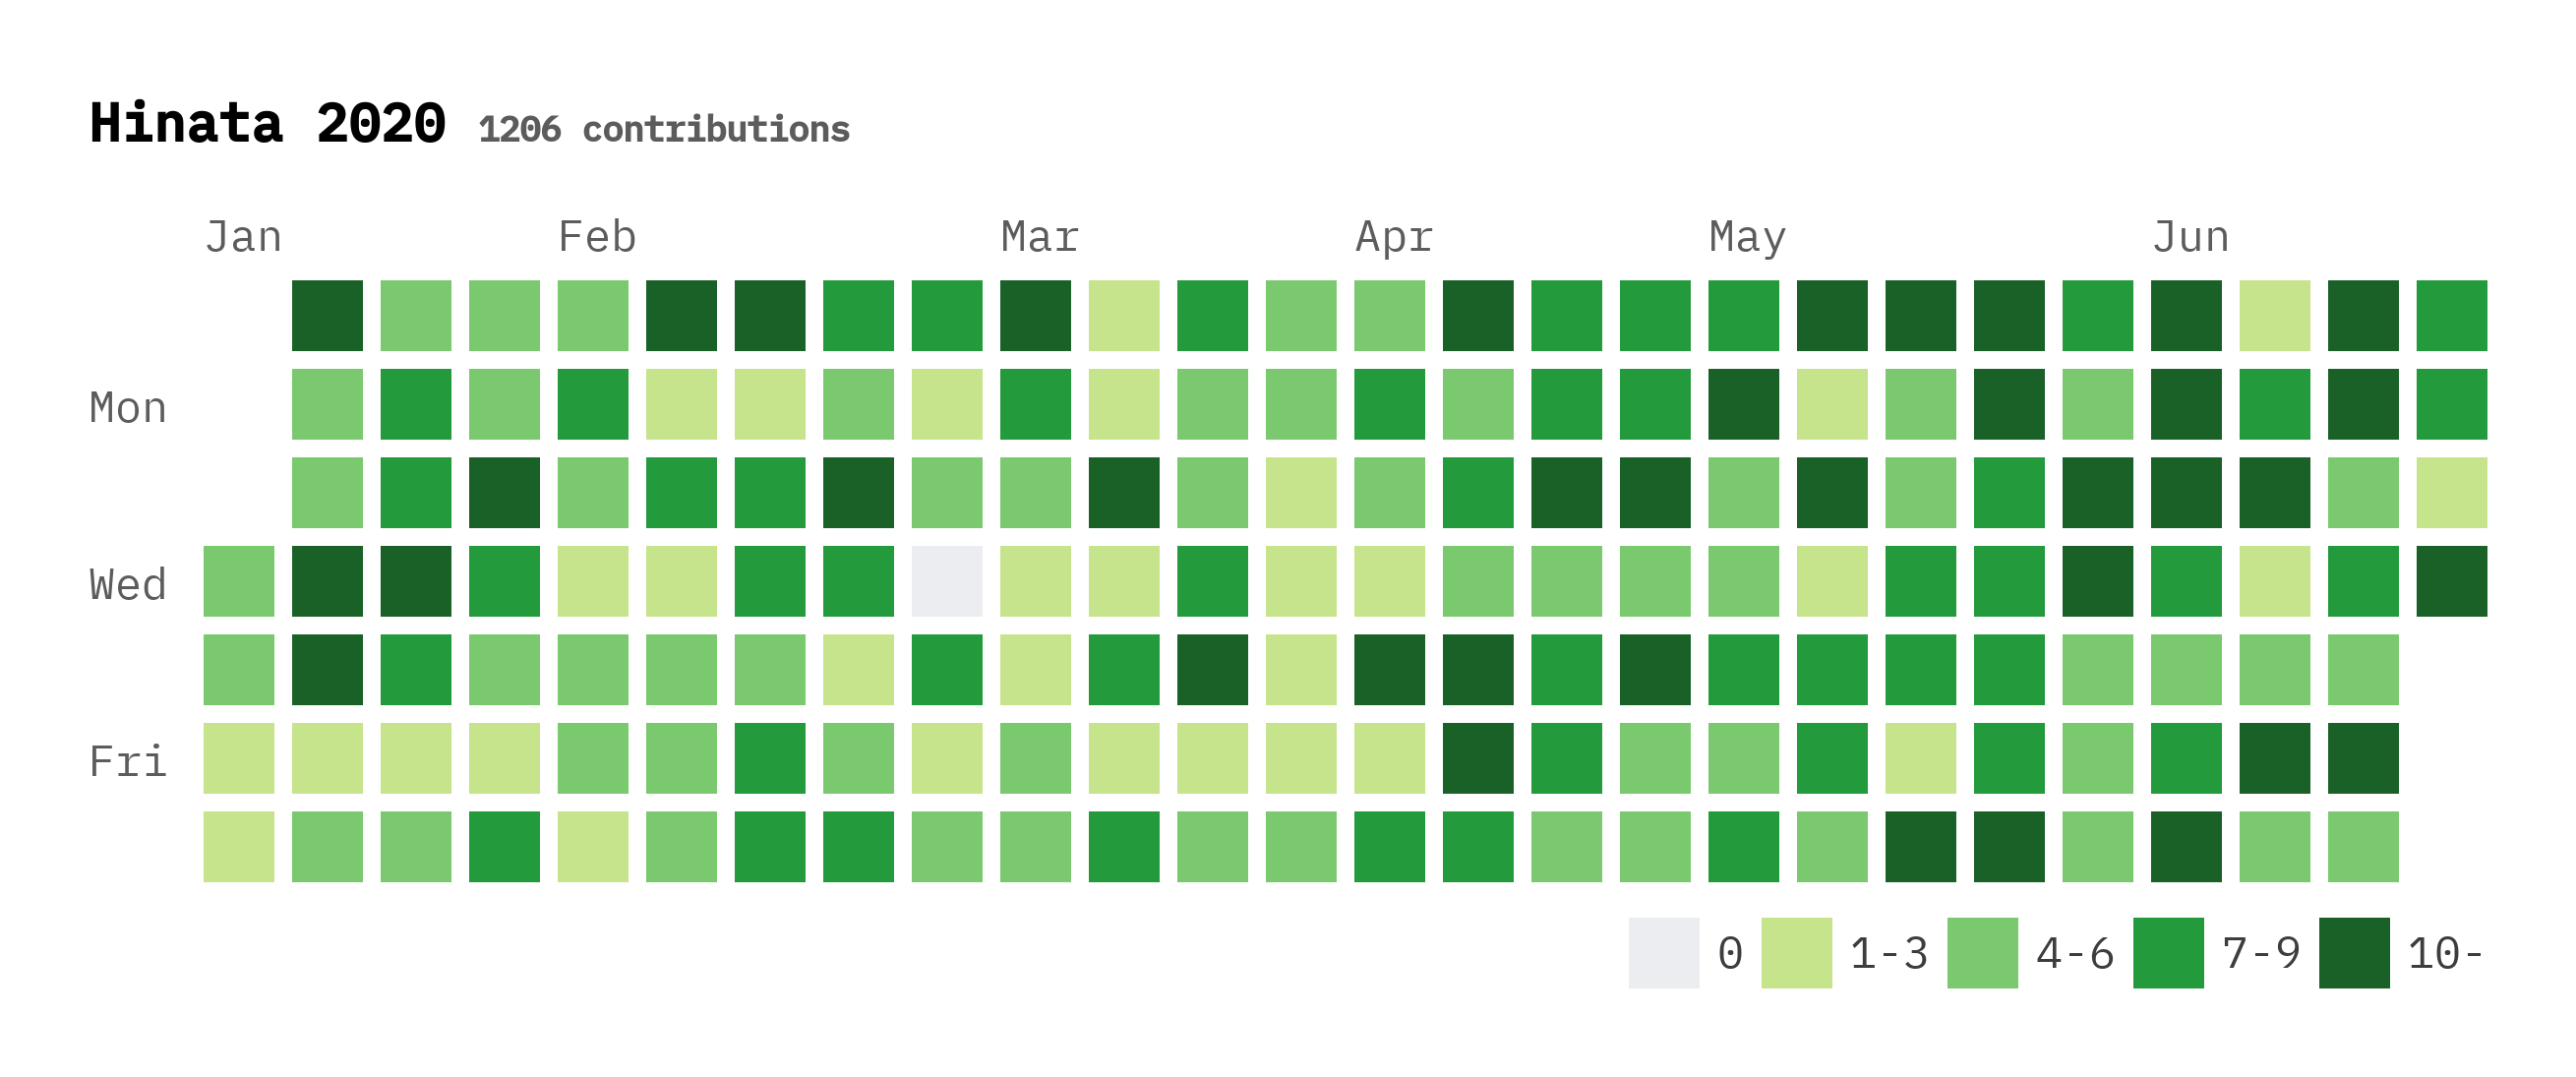 Hinata 2020 1206 contributions
Jan Feb Mar Apr May Jun
Mon
Wed
Fri
0 1-3 4-6 7-9 10-